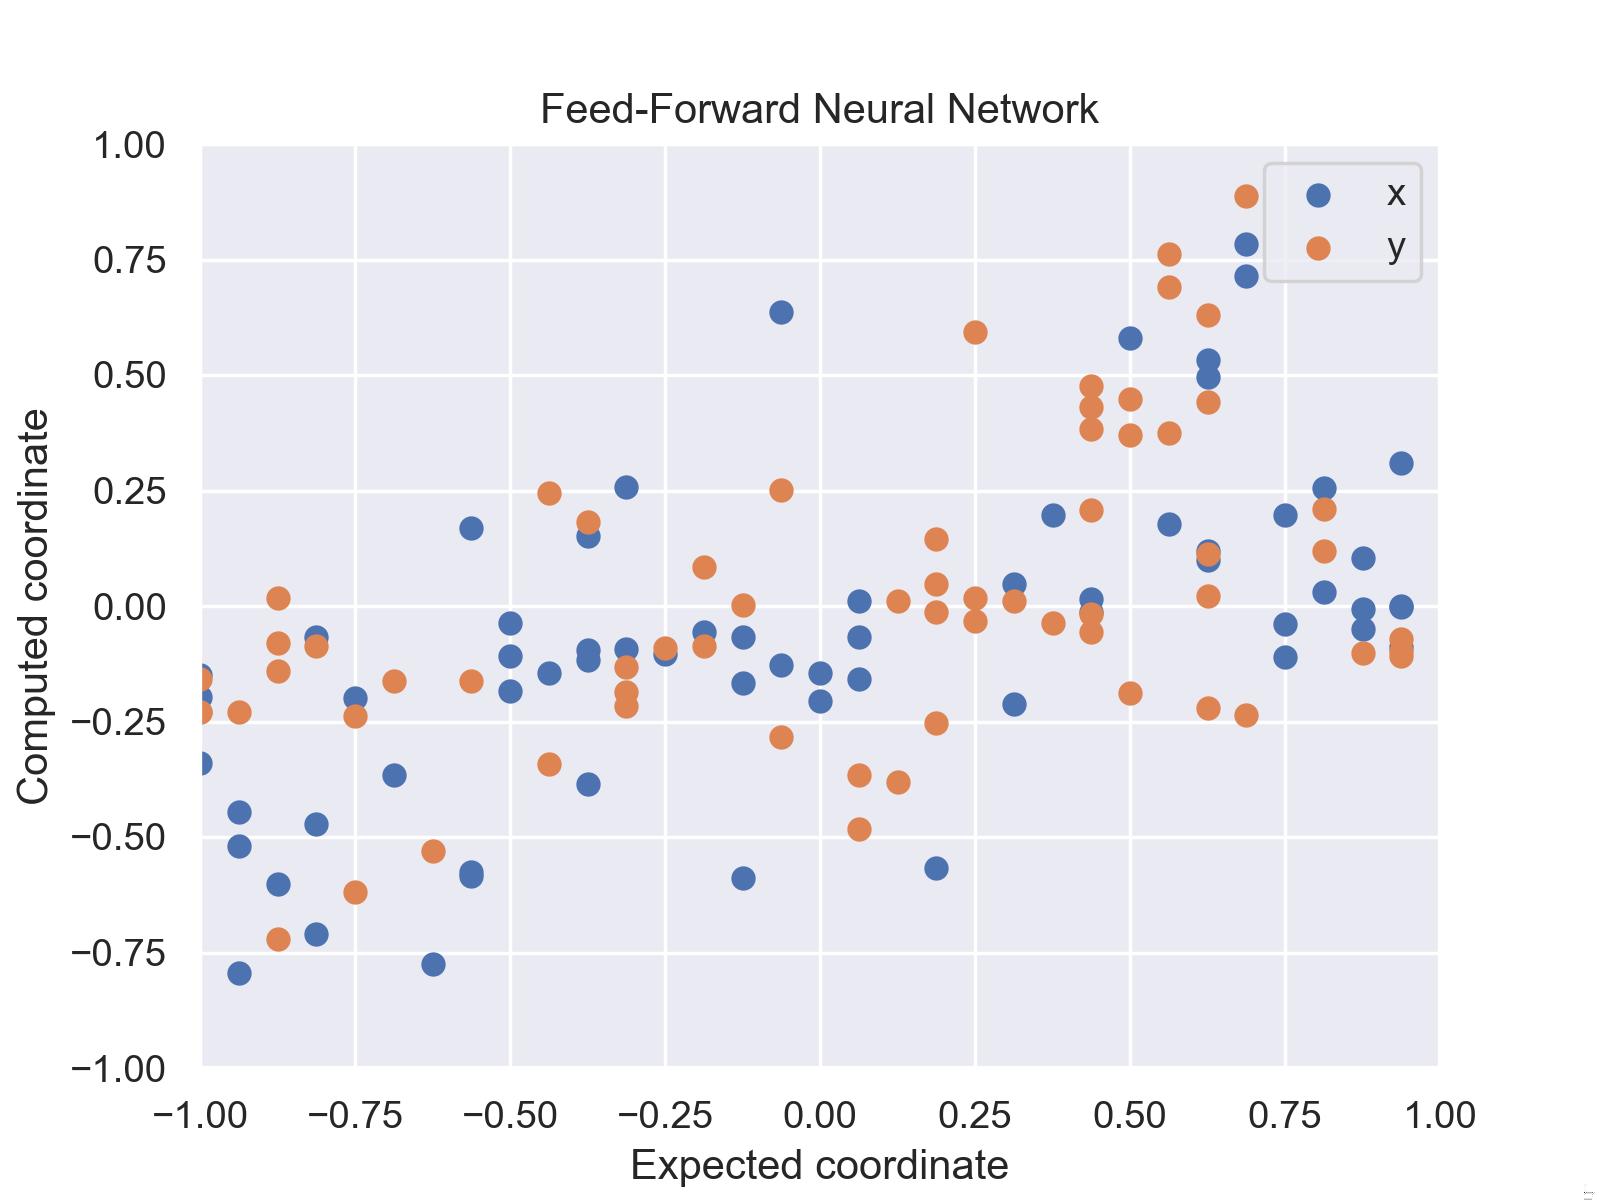 Feed-Forward Neural Network
x
y
1.00
0.75
0.50
0.25
0.00
−0.25
−0.50
−0.75
−1.00
Computed coordinate
−1.00 −0.75 −0.50 −0.25 0.00 0.25 0.50 0.75 1.00
Expected coordinate